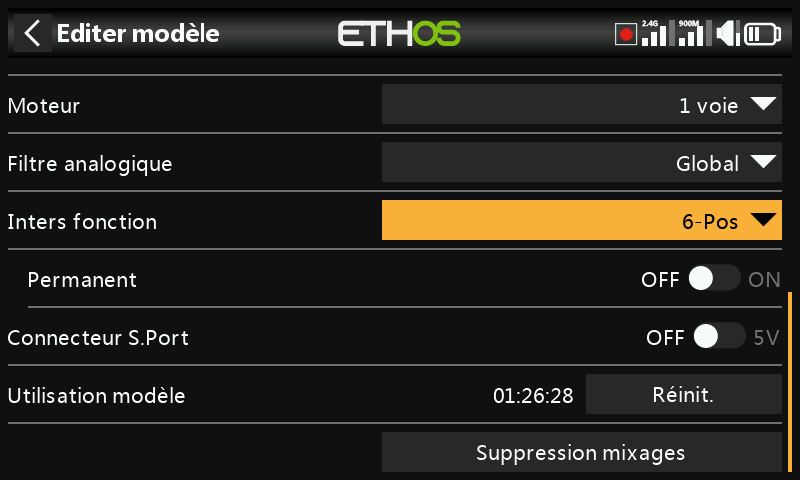 Editer modèle
ETHOS
2.4G
900M
Moteur
1 voie
Filtre analogique
Global
Inters fonction
6-Pos
Permanent
OFF
ON
Connecteur S.Port
OFF
5V
Utilisation modèle
01:26:28
Réinit.
Suppression mixages